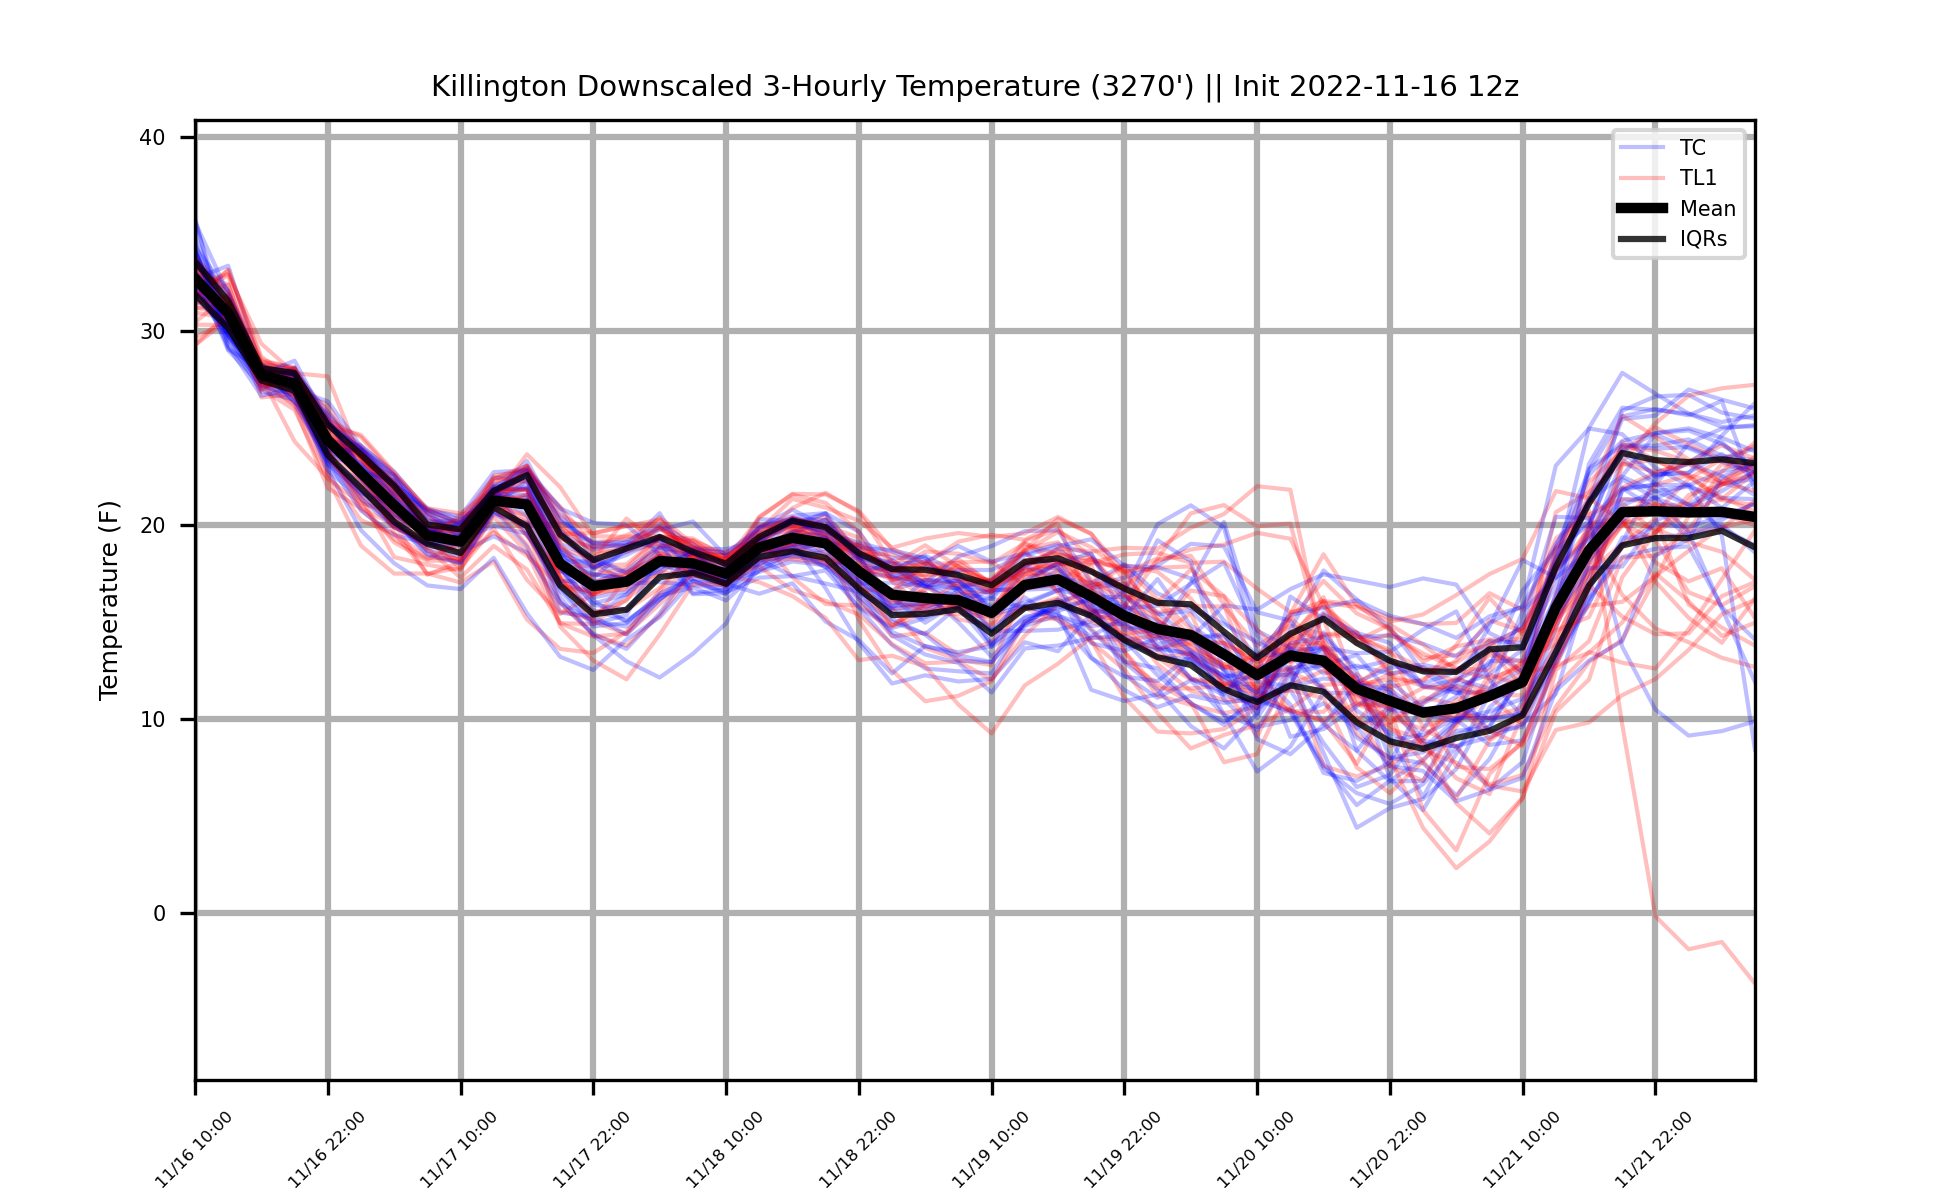 Killington Downscaled 3-Hourly Temperature (3270') || Init 2022-11-16 12z
TC
TL1
Mean
IQRs
Temperature (F)
40
30
20
10
0
11/16 10:00
11/16 22:00
11/17 10:00
11/17 22:00
11/18 10:00
11/18 22:00
11/19 10:00
11/19 22:00
11/20 10:00
11/20 22:00
11/21 10:00
11/21 22:00